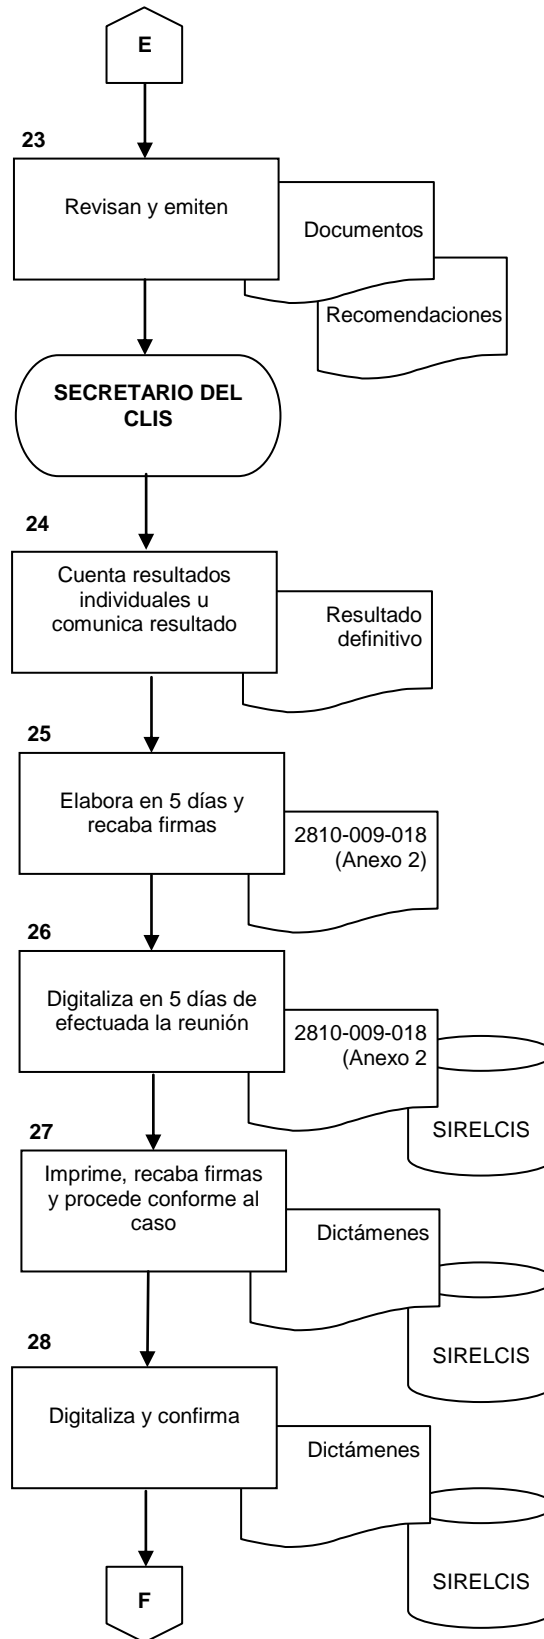 E
23
Revisan y emiten
Documentos
Recomendaciones
SECRETARIO DEL
CLIS
24
Cuenta resultados
individuales u
comunica resultado
Resultado
definitivo
25
Elabora en 5 días y
recaba firmas
2810-009-018
(Anexo 2)
26
Digitaliza en 5 días de
efectuada la reunión
2810-009-018
(Anexo 2
SIRELCIS
27
Imprime, recaba firmas
y procede conforme al
caso
Dictámenes
SIRELCIS
28
Digitaliza y confirma
Dictámenes
SIRELCIS
F